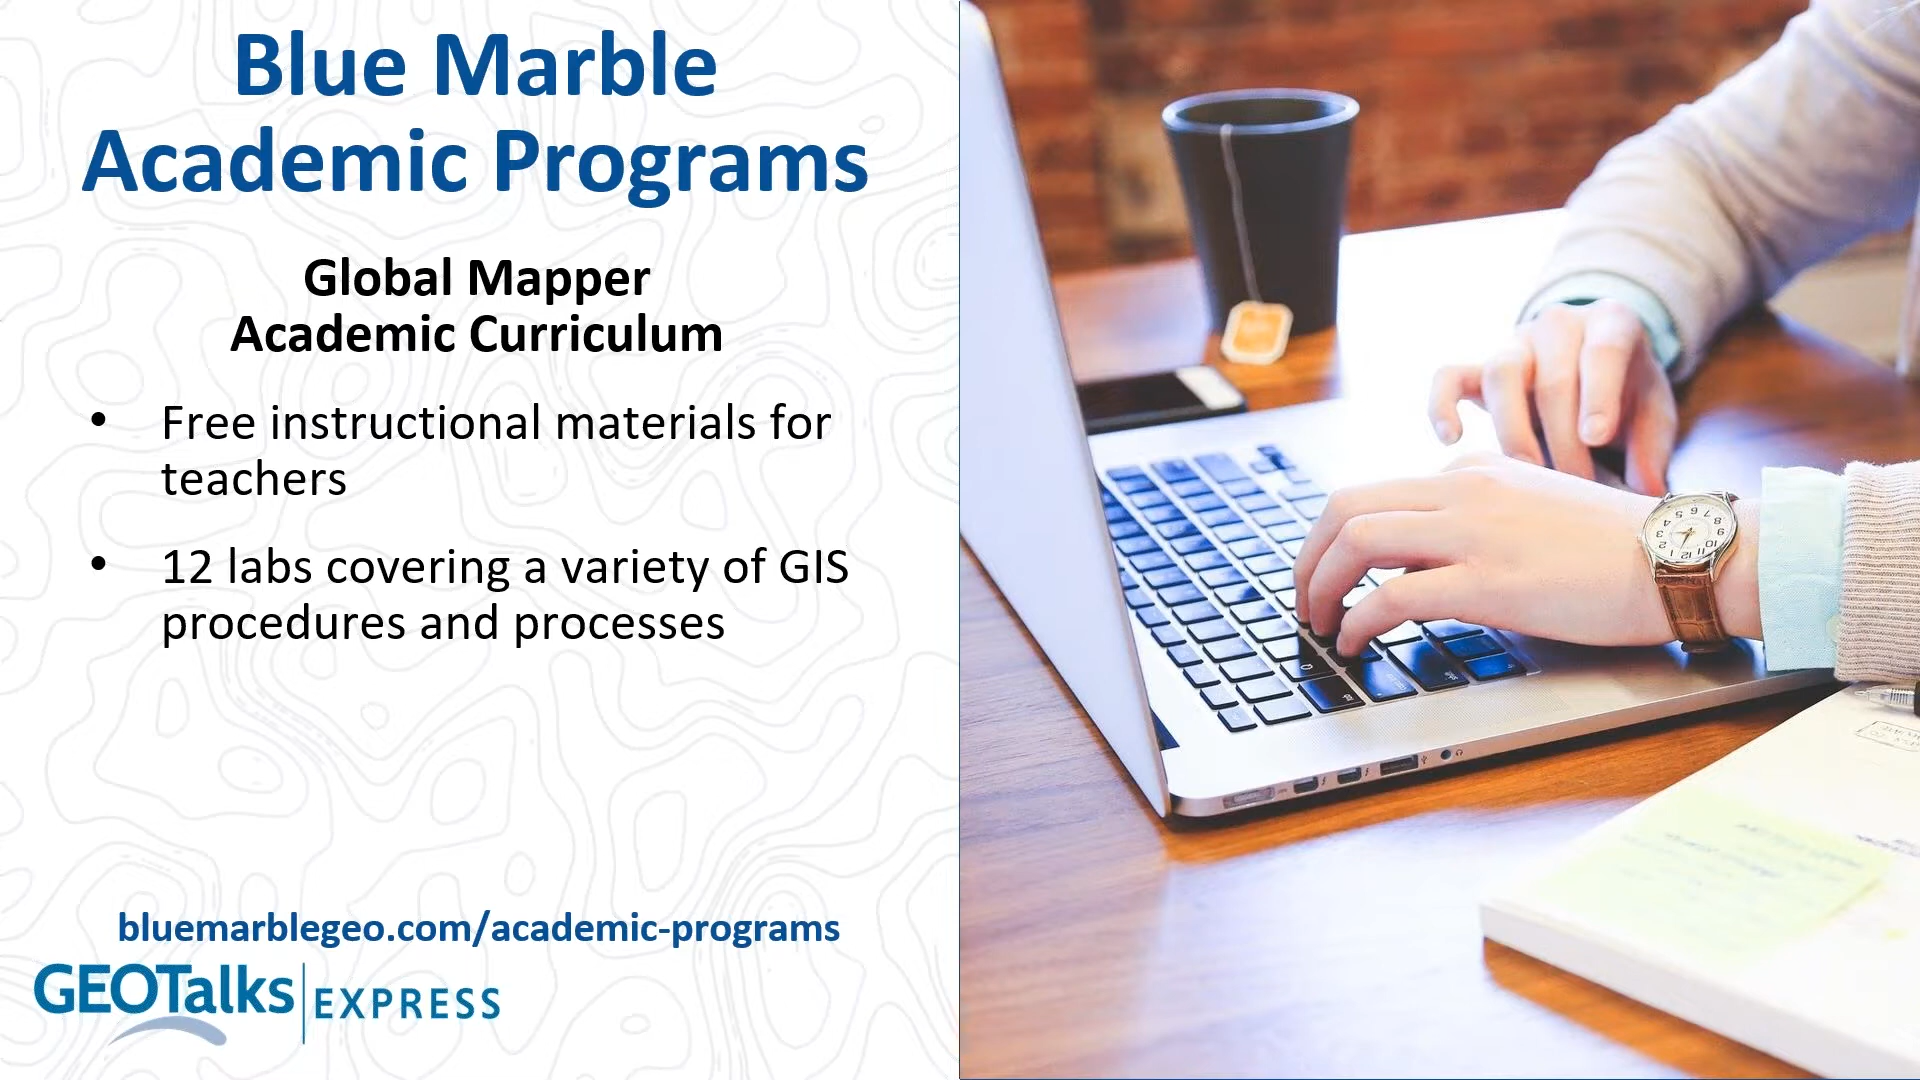 Blue Marble
Academic Programs
Global Mapper
Academic Curriculum
• Free instructional materials for
teachers
• 12 labs covering a variety of GIS
procedures and processes
bluemarblegeo.com/academic-programs
GEOTalks EXPRESS